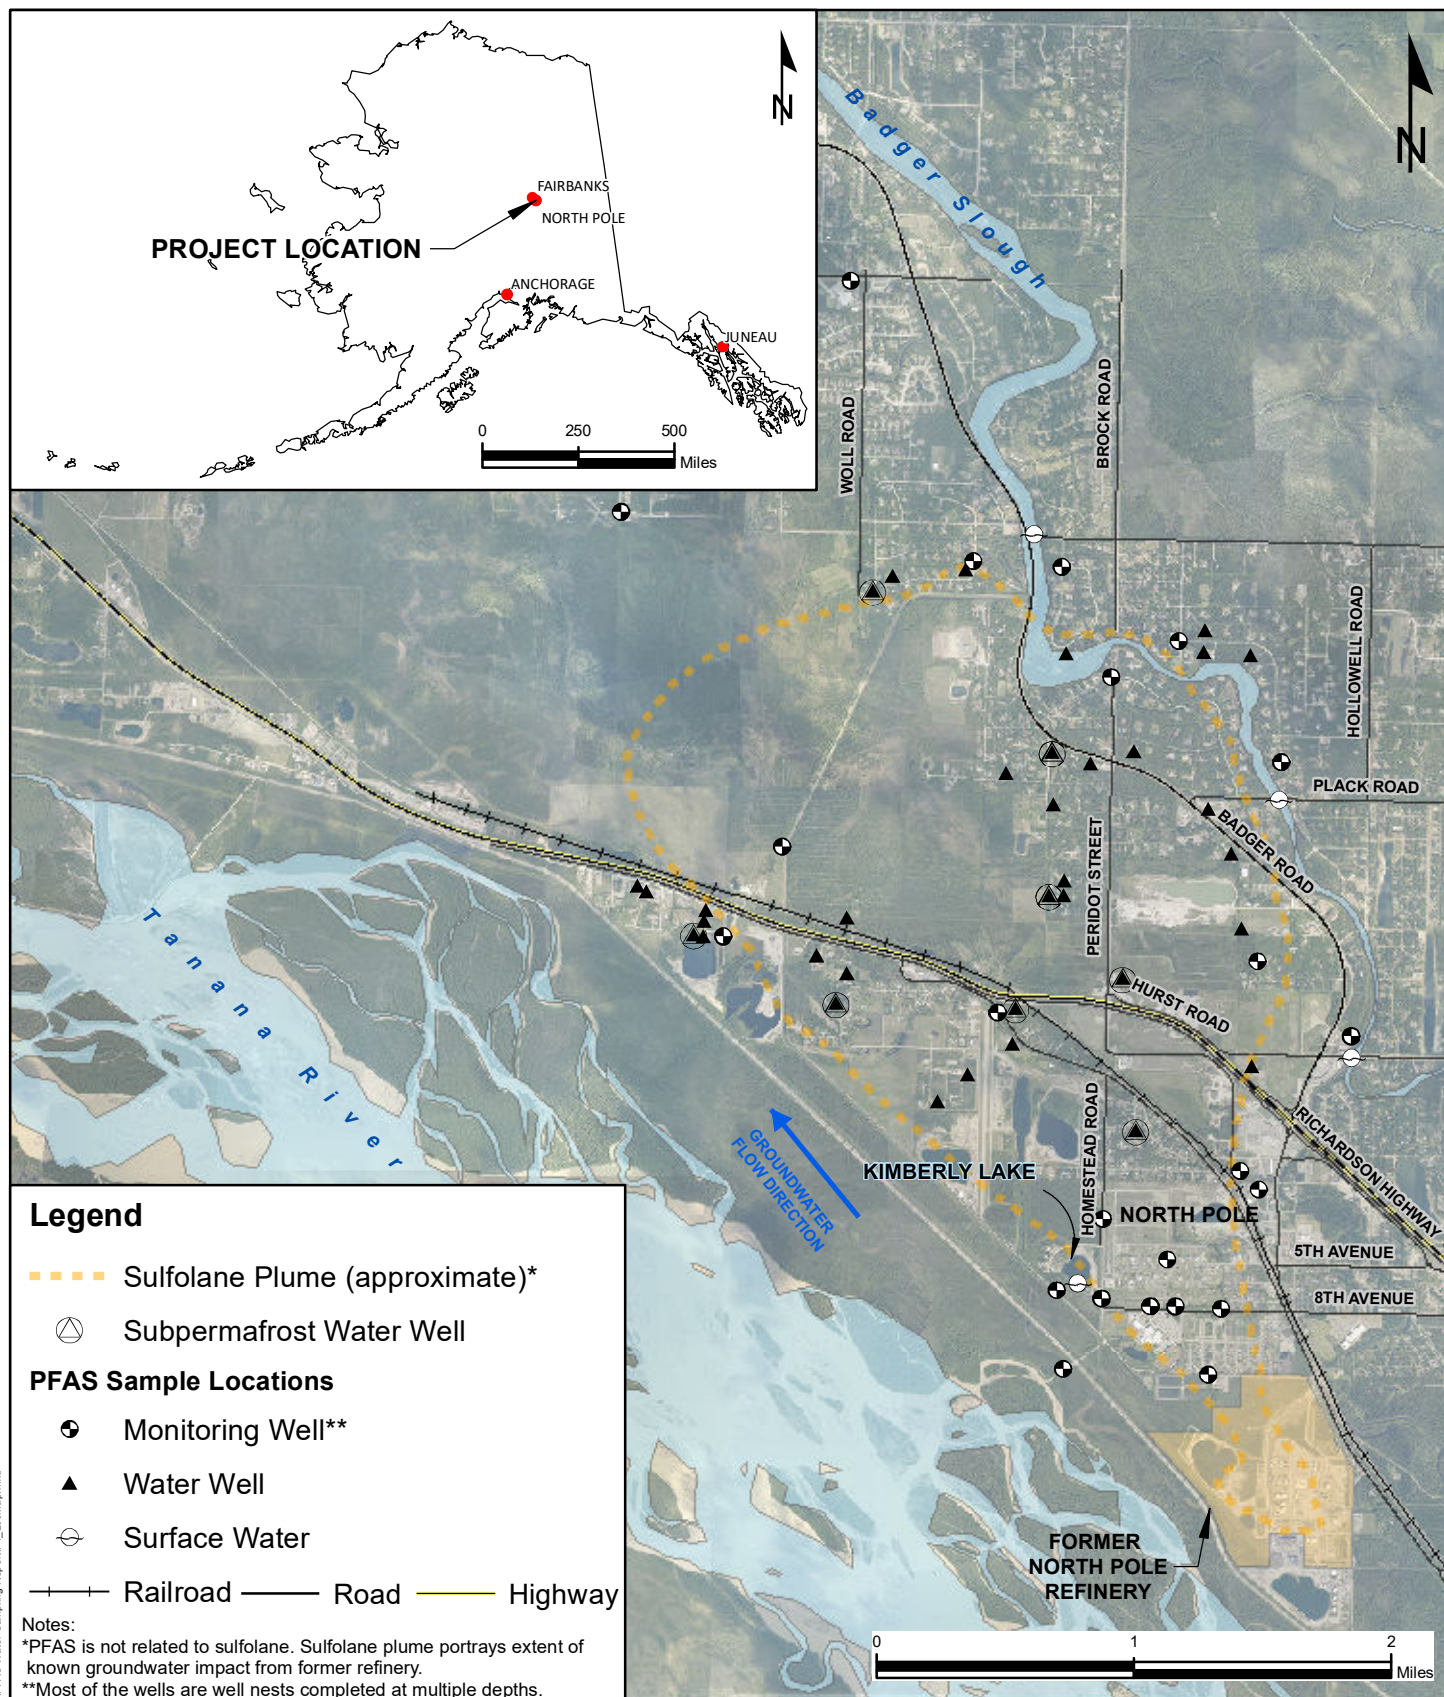 FAIRBANKS
NORTH POLE
PROJECT LOCATION
ANCHORAGE
JUNEAU
0 250 500
Miles
N
N
Badger Slough
WOLL ROAD
BROCK ROAD
HOLLOWELL ROAD
PLACK ROAD
BADGER ROAD
PERIDOT STREET
HURST ROAD
Tanana River
GROUNDWATER
FLOW DIRECTION
KIMBERLY LAKE
HOMESTEAD ROAD
NORTH POLE
RICHARDSON HIGHWAY
5TH AVENUE
8TH AVENUE
FORMER
NORTH POLE
REFINERY
0 1 2
Miles
Legend
Sulfolane Plume (approximate)*
Subpermafrost Water Well
PFAS Sample Locations
Monitoring Well**
Water Well
Surface Water
Railroad Road Highway
Notes:
*PFAS is not related to sulfolane. Sulfolane plume portrays extent of
known groundwater impact from former refinery.
**Most of the wells are well nests completed at multiple depths.